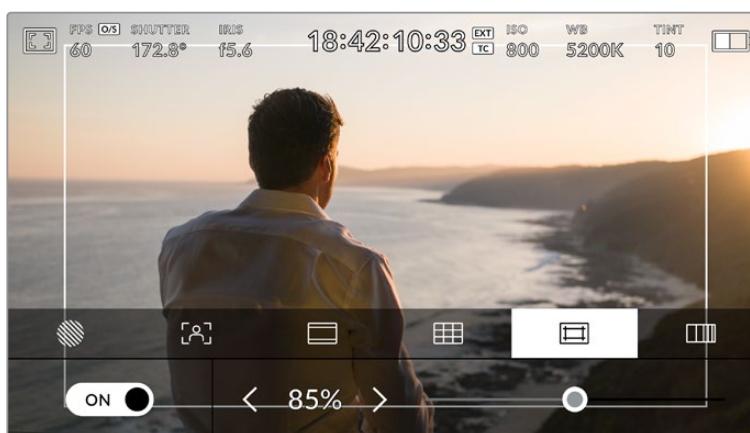 FPS O/S SHUTTER IRIS 18:42:10:33 EXT ISO WB TINT
60 172.8° f5.6 TC 800 5200K 10
ON 85%